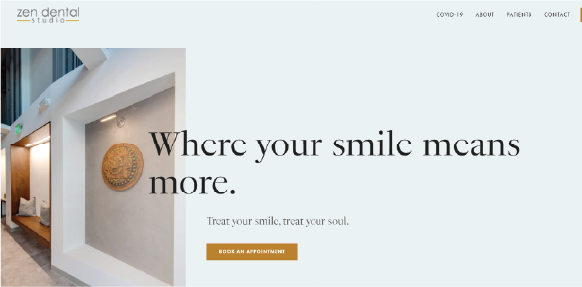 zen dental
studio
COVID-19 ABOUT PATIENTS CONTACT
Where your smile means
more.
Treat your smile, treat your soul.
BOOK AN APPOINTMENT